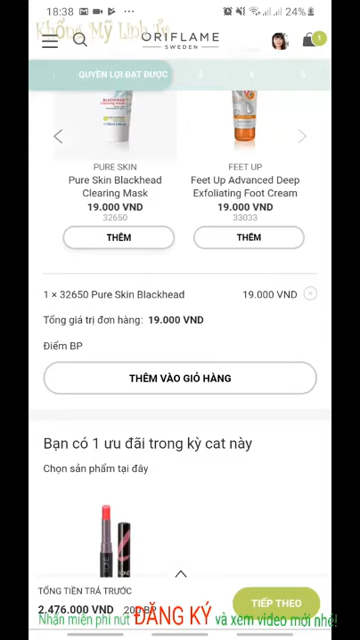 18:38
24%
Khổng Mỹ Linh
ORIFLAME
SWEDEN
1
QUYỀN LỢI ĐẠT ĐƯỢC
PURE SKIN
Pure Skin Blackhead
Clearing Mask
19.000 VND
32650
THÊM
FEET UP
Feet Up Advanced Deep
Exfoliating Foot Cream
19.000 VND
33033
THÊM
1 × 32650 Pure Skin Blackhead 19.000 VND
Tổng giá trị đơn hàng: 19.000 VND
Điểm BP
THÊM VÀO GIỎ HÀNG
Bạn có 1 ưu đãi trong kỳ cat này
Chọn sản phẩm tại đây
TỔNG TIỀN TRẢ TRƯỚC
2.476.000 VND
TIẾP THEO
Nhấn miễn phí nút ĐĂNG KÝ và xem video mới nhé!